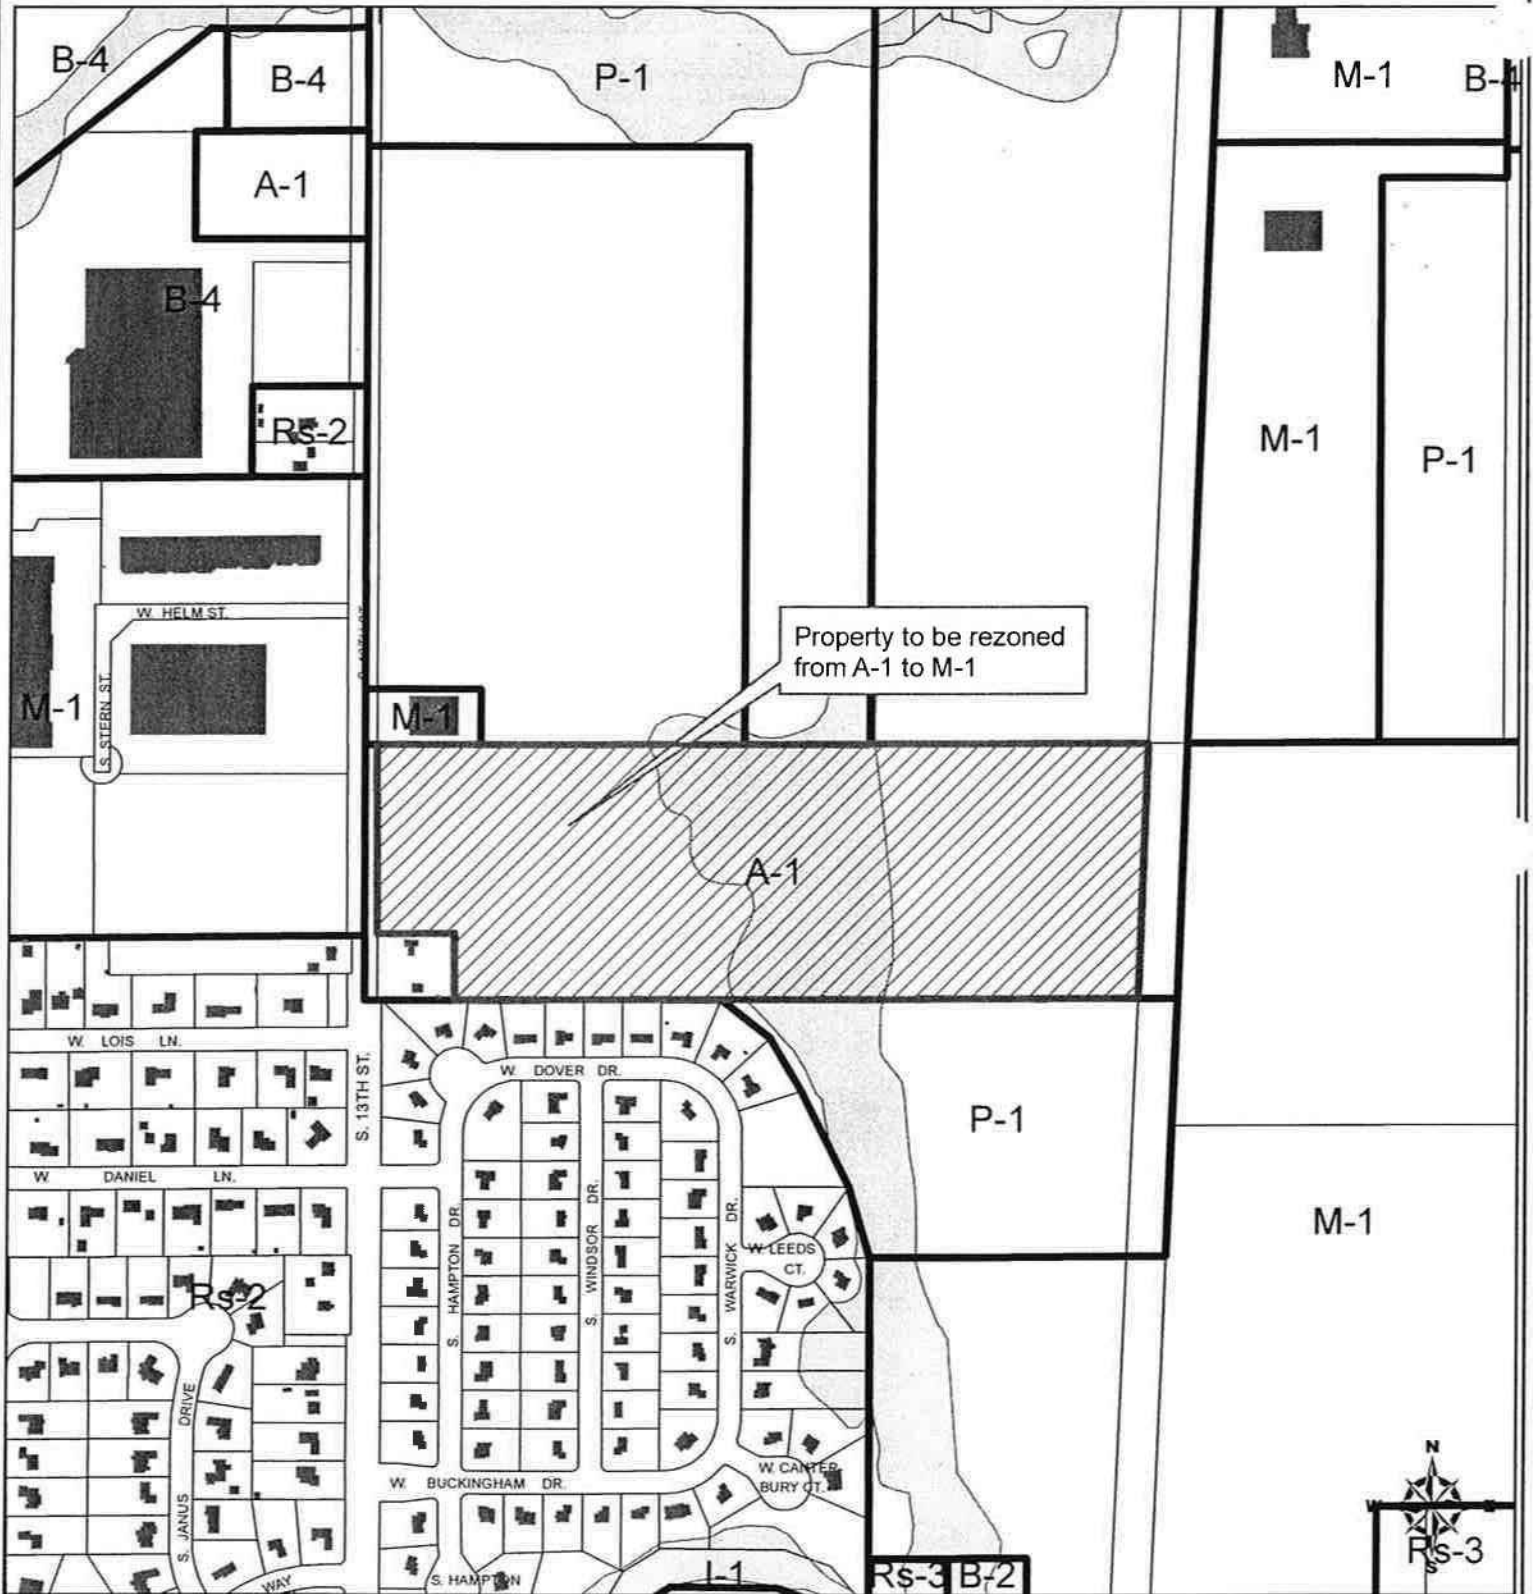 B-4
B-4
P-1
M-1
B-4
A-1
B-4
Rs-2
M-1
P-1
W. HELM ST.
S. STERN ST.
M-1
M-1
Property to be rezoned
from A-1 to M-1
A-1
W. LOIS LN.
S. 13TH ST.
W. DOVER DR.
P-1
W. DANIEL LN.
S. HAMPTON DR.
S. WINDSOR DR.
S. WARWICK DR.
W. LEEDS
CT.
M-1
Rs-2
S. JANUS DRIVE
W. BUCKINGHAM DR.
W. CANTER
BURY CT.
N
W
S
Rs-3
WAY
S. HAMPTON
I-1
Rs-3
B-2